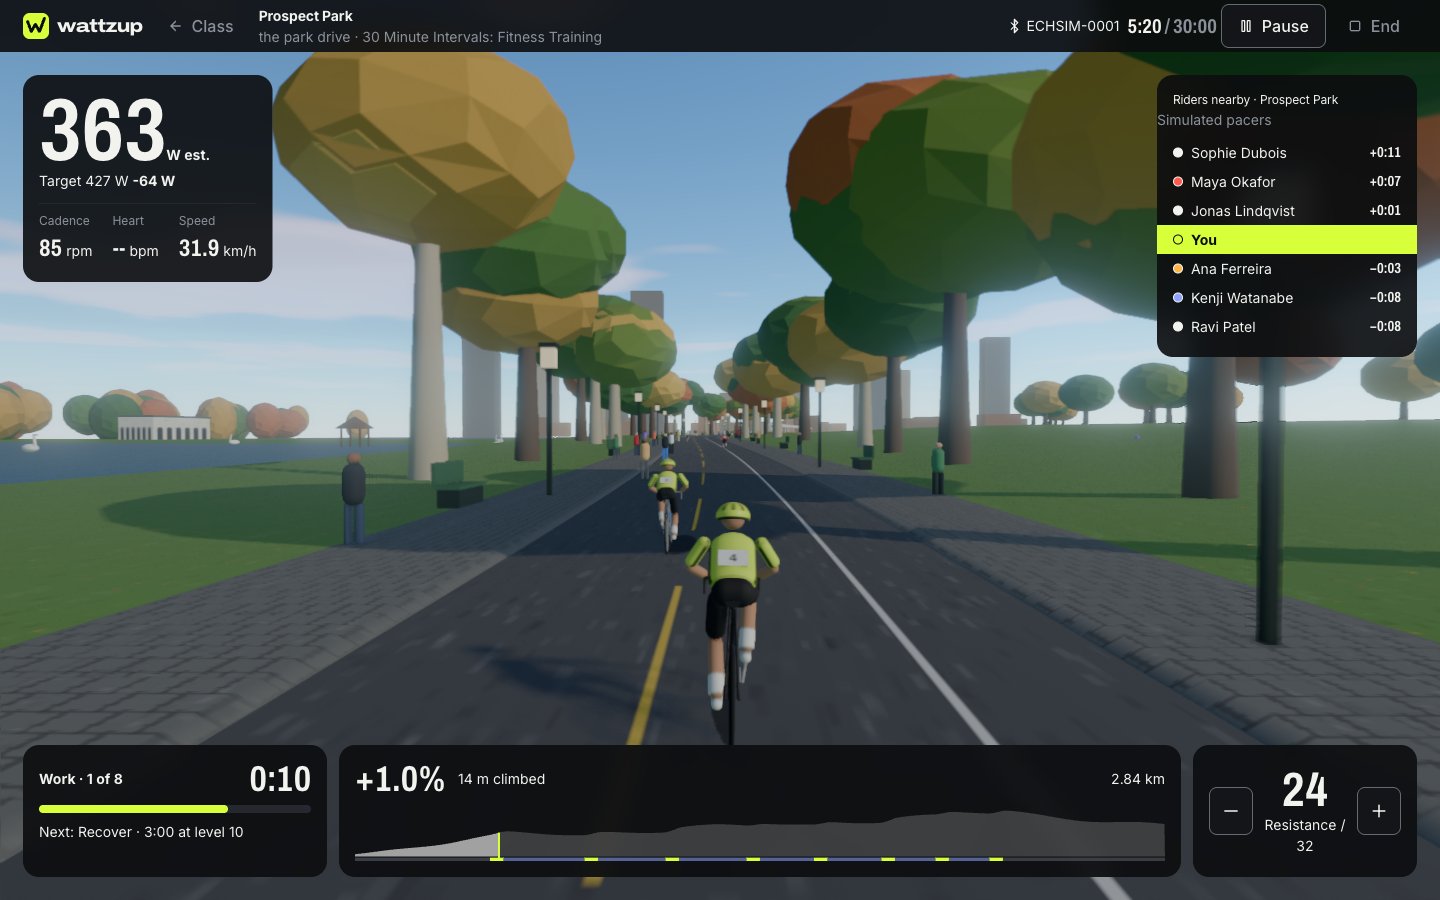 wattzup
Class
Prospect Park
the park drive · 30 Minute Intervals: Fitness Training
ECHSIM-0001 5:20 / 30:00
Pause
End
363 W est.
Target 427 W -64 W
Cadence Heart Speed
85 rpm -- bpm 31.9 km/h
Riders nearby · Prospect Park
Simulated pacers
Sophie Dubois +0:11
Maya Okafor +0:07
Jonas Lindqvist +0:01
You
Ana Ferreira −0:03
Kenji Watanabe −0:08
Ravi Patel −0:08
4
Work · 1 of 8 0:10
Next: Recover · 3:00 at level 10
+1.0% 14 m climbed 2.84 km
− 24 +
Resistance /
32